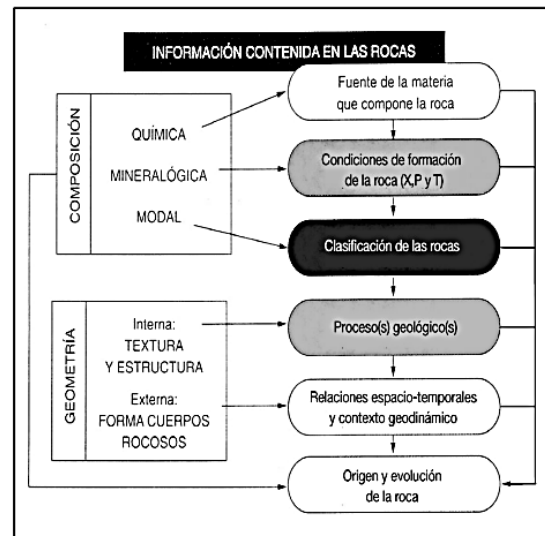 INFORMACIÓN CONTENIDA EN LAS ROCAS
COMPOSICIÓN
QUÍMICA
MINERALÓGICA
MODAL
Fuente de la materia
que compone la roca
Condiciones de formación
de la roca (X,P y T)
Clasificación de las rocas
GEOMETRÍA
Interna:
TEXTURA
Y ESTRUCTURA
Externa:
FORMA CUERPOS
ROCOSOS
Proceso(s) geológico(s)
Relaciones espacio-temporales
y contexto geodinámico
Origen y evolución
de la roca